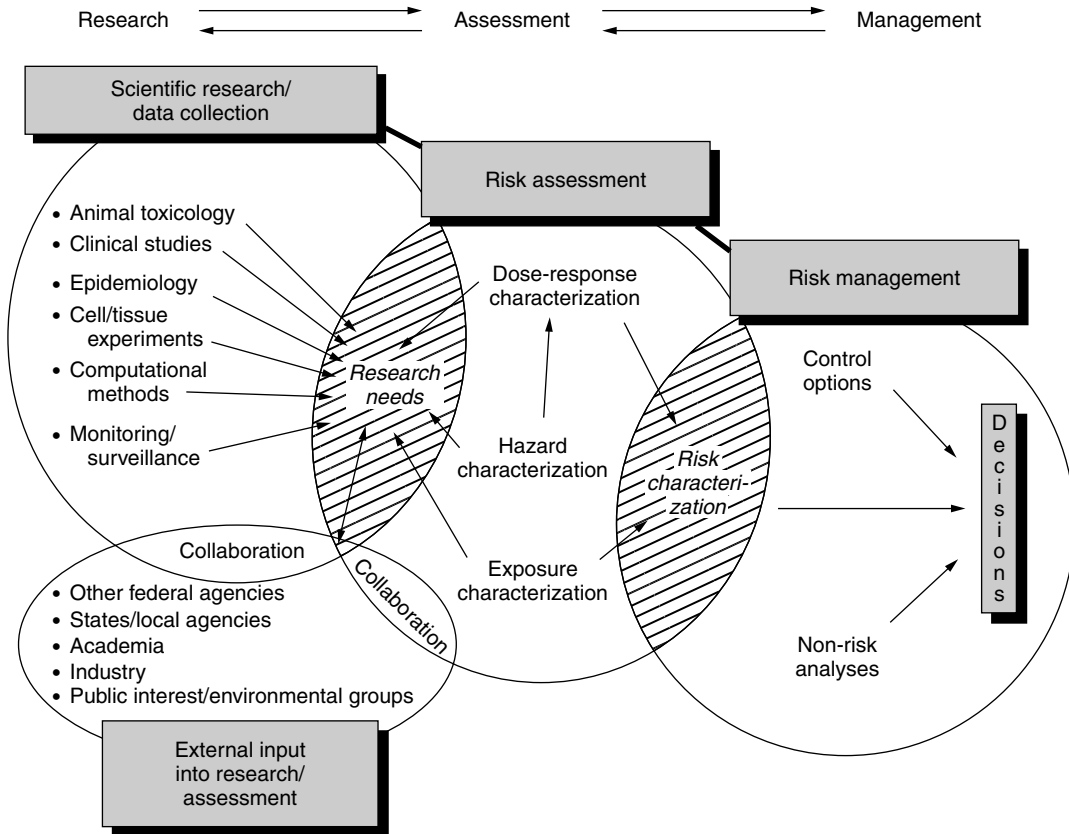 Research
Assessment
Management
Scientific research/
data collection
Risk assessment
Risk management
• Animal toxicology
• Clinical studies
• Epidemiology
• Cell/tissue
experiments
• Computational
methods
• Monitoring/
surveillance
Research
needs
Dose-response
characterization
Hazard
characterization
Exposure
characterization
Risk
characteri-
zation
Control
options
Decisions
Non-risk
analyses
Collaboration
Collaboration
• Other federal agencies
• States/local agencies
• Academia
• Industry
• Public interest/environmental groups
External input
into research/
assessment